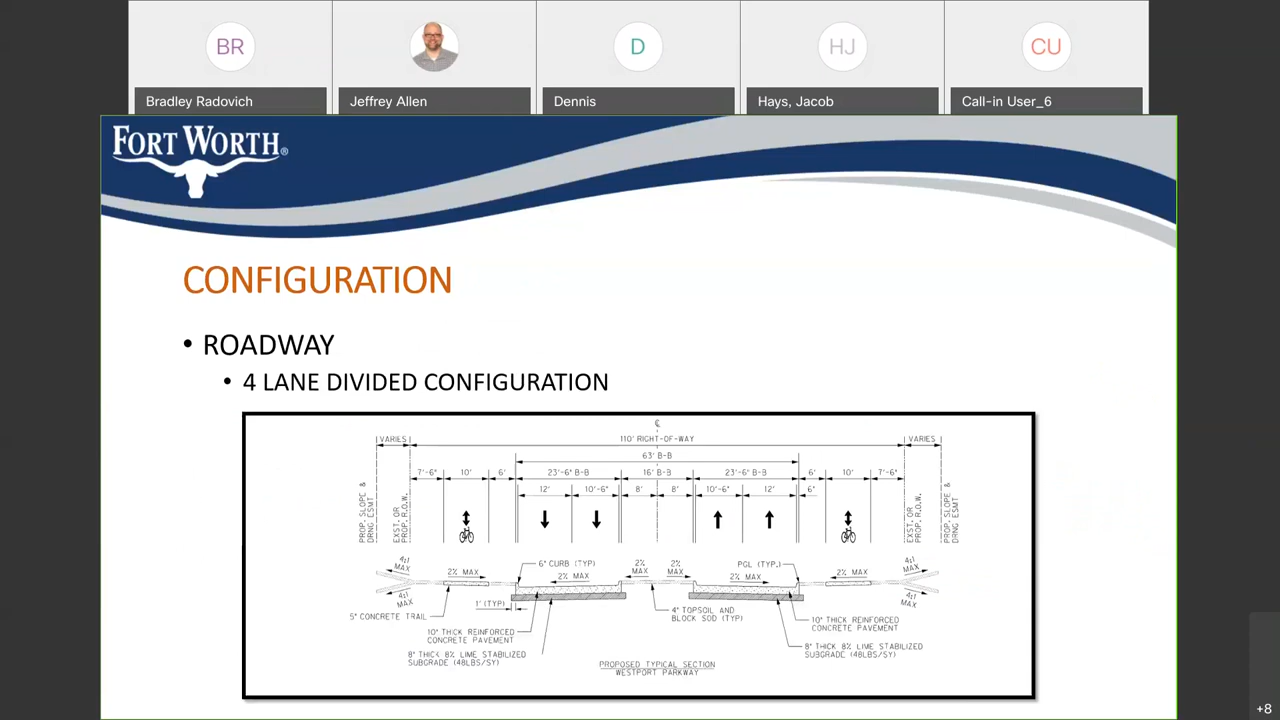 BR
D
HJ
CU
Bradley Radovich
Jeffrey Allen
Dennis
Hays, Jacob
Call-in User_6
FORT WORTH®
CONFIGURATION
• ROADWAY
• 4 LANE DIVIDED CONFIGURATION
℄
VARIES
110' RIGHT-OF-WAY
VARIES
63' B-B
7'-6"
10'
6'
23'-6" B-B
16' B-B
23'-6" B-B
6'
10'
7'-6"
12'
10'-6"
8'
8'
10'-6"
12'
6"
PROP. SLOPE &
DRNG ESMT
EXST. OR
PROP. R.O.W.
EXST. OR
PROP. R.O.W.
PROP. SLOPE &
DRNG ESMT
4:1
MAX
2% MAX
6" CURB (TYP)
2% MAX
2%
MAX
2%
MAX
PGL (TYP.)
2% MAX
2% MAX
4:1
MAX
4:1
MAX
4:1
MAX
1' (TYP)
5" CONCRETE TRAIL
10" THICK REINFORCED
CONCRETE PAVEMENT
8" THICK 8% LIME STABILIZED
SUBGRADE (48LBS/SY)
4" TOPSOIL AND
BLOCK SOD (TYP)
10" THICK REINFORCED
CONCRETE PAVEMENT
8" THICK 8% LIME STABILIZED
SUBGRADE (48LBS/SY)
PROPOSED TYPICAL SECTION
WESTPORT PARKWAY
+8